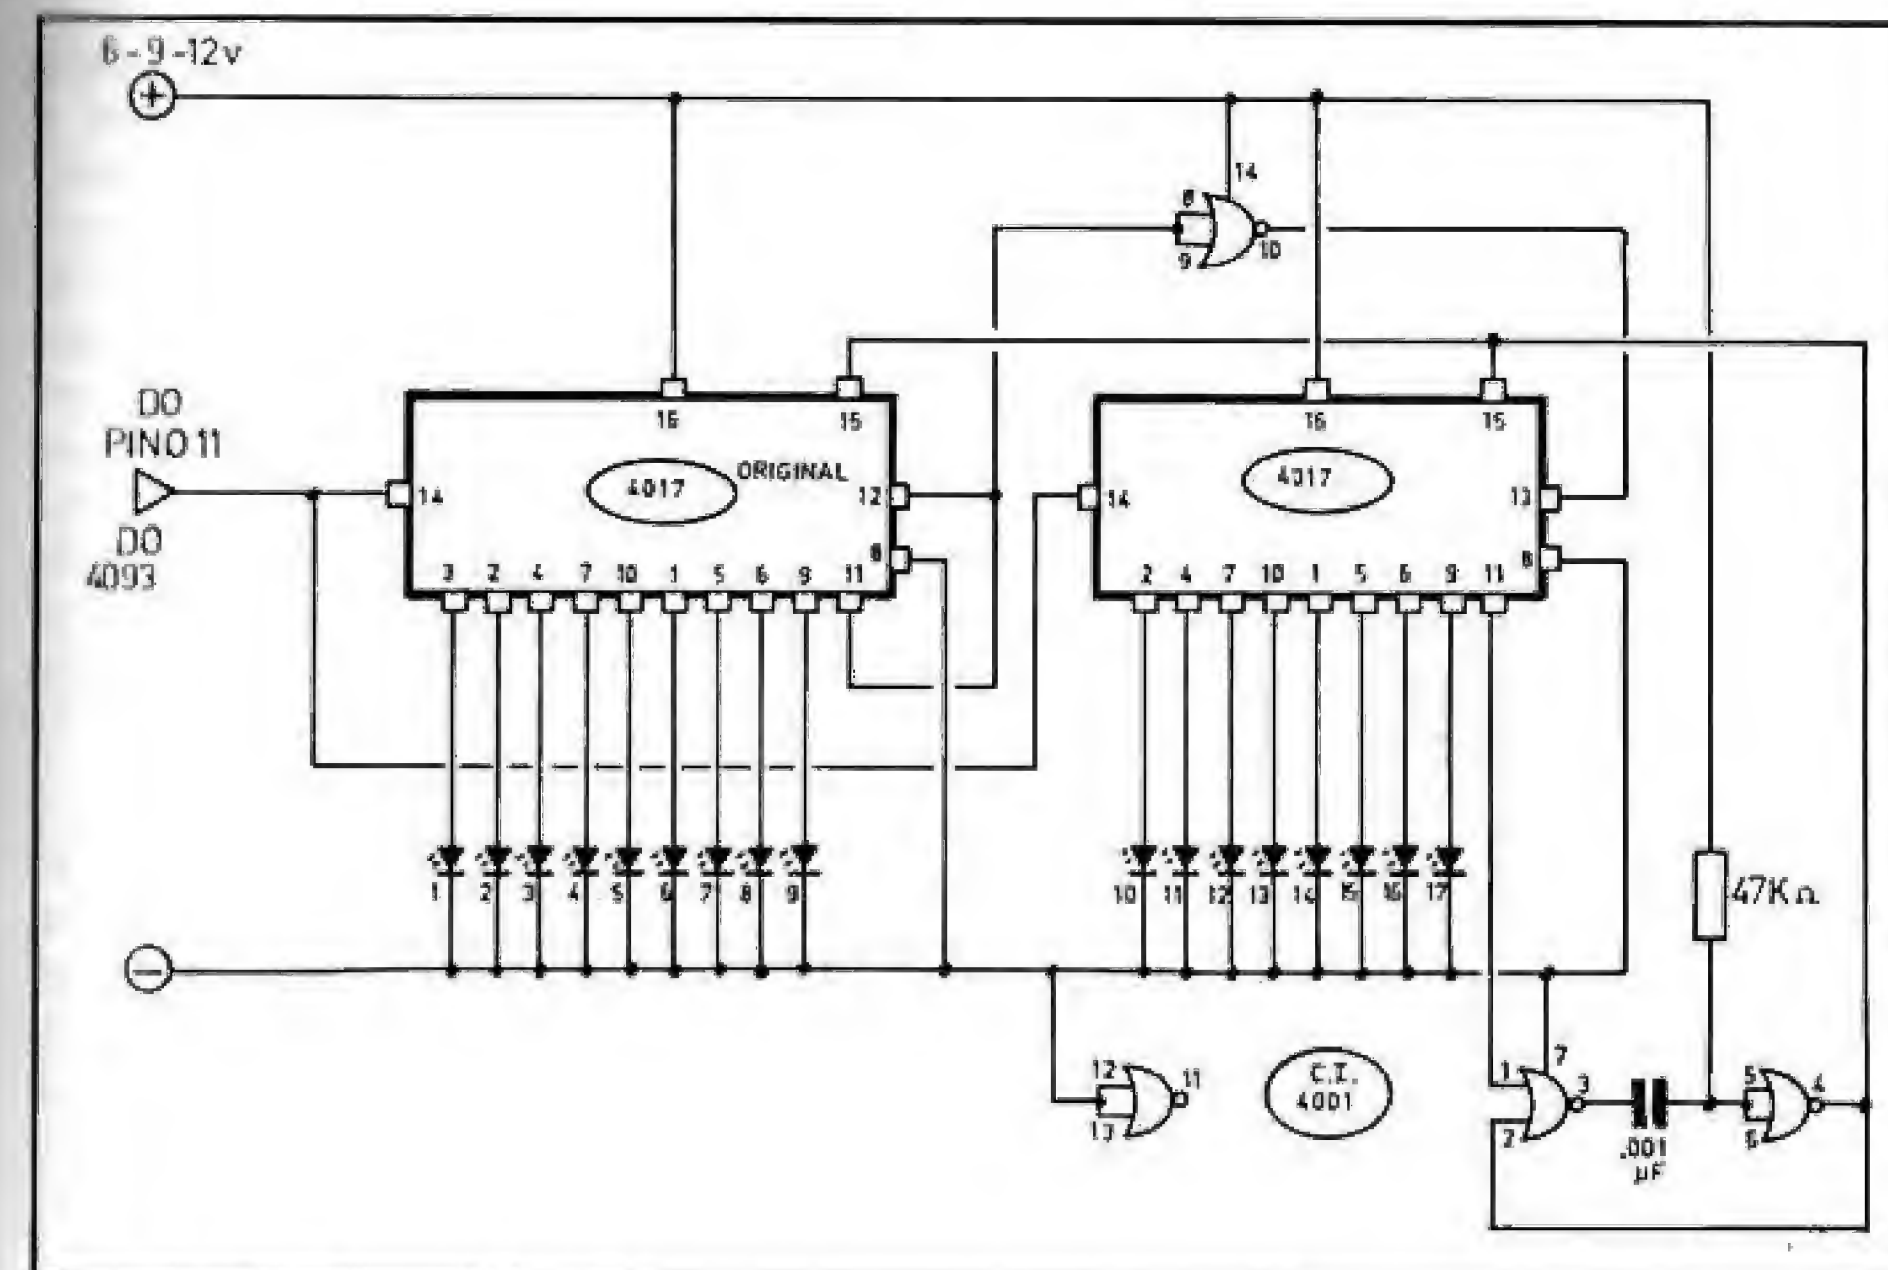 6-9-12v
+
14
8
9
10
DO
PINO 11
DO
4093
16
15
4017
ORIGINAL
14
12
8
3 2 4 7 10 1 5 6 9 11
16
15
4017
14
13
8
2 4 7 10 1 5 6 9 11
1 2 3 4 5 6 7 8 9
10 11 12 13 14 15 16 17
47KΩ
−
12
13
11
C.I.
4001
1
2
7
3
.001
µF
5
6
4